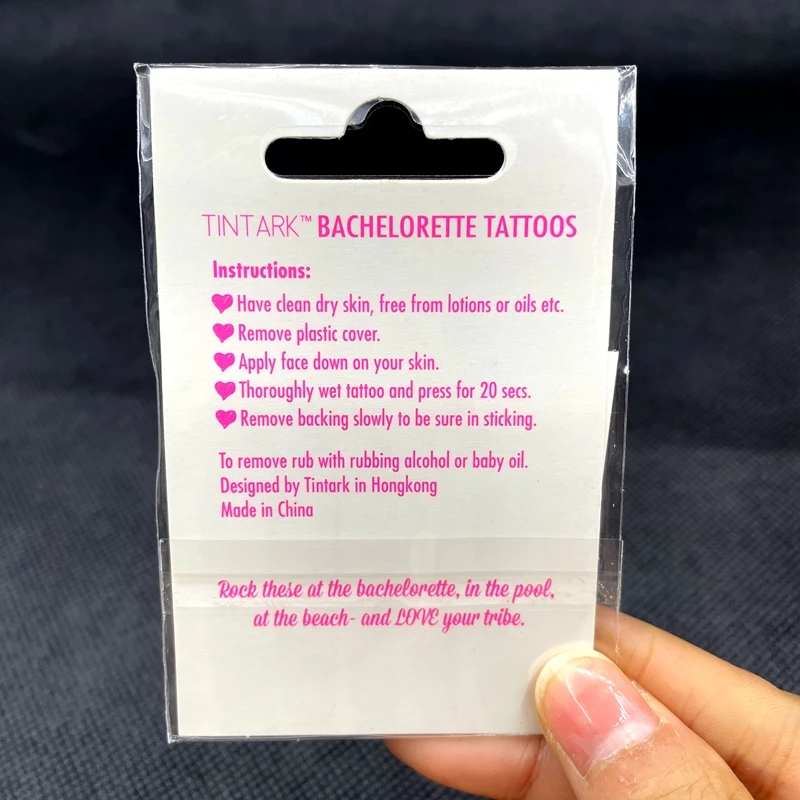 TINTARK™ BACHELORETTE TATTOOS
Instructions:
Have clean dry skin, free from lotions or oils etc.
Remove plastic cover.
Apply face down on your skin.
Thoroughly wet tattoo and press for 20 secs.
Remove backing slowly to be sure in sticking.
To remove rub with rubbing alcohol or baby oil.
Designed by Tintark in Hongkong
Made in China
Rock these at the bachelorette, in the pool,
at the beach- and LOVE your tribe.